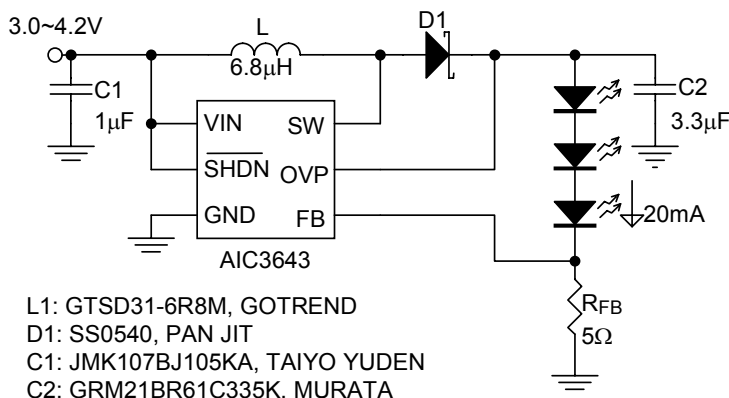 3.0~4.2V
L
D1
6.8μH
C1
1μF
C2
3.3μF
VIN
SW
SHDN
OVP
GND
FB
20mA
AIC3643
RFB
5Ω
L1: GTSD31-6R8M, GOTREND
D1: SS0540, PAN JIT
C1: JMK107BJ105KA, TAIYO YUDEN
C2: GRM21BR61C335K, MURATA